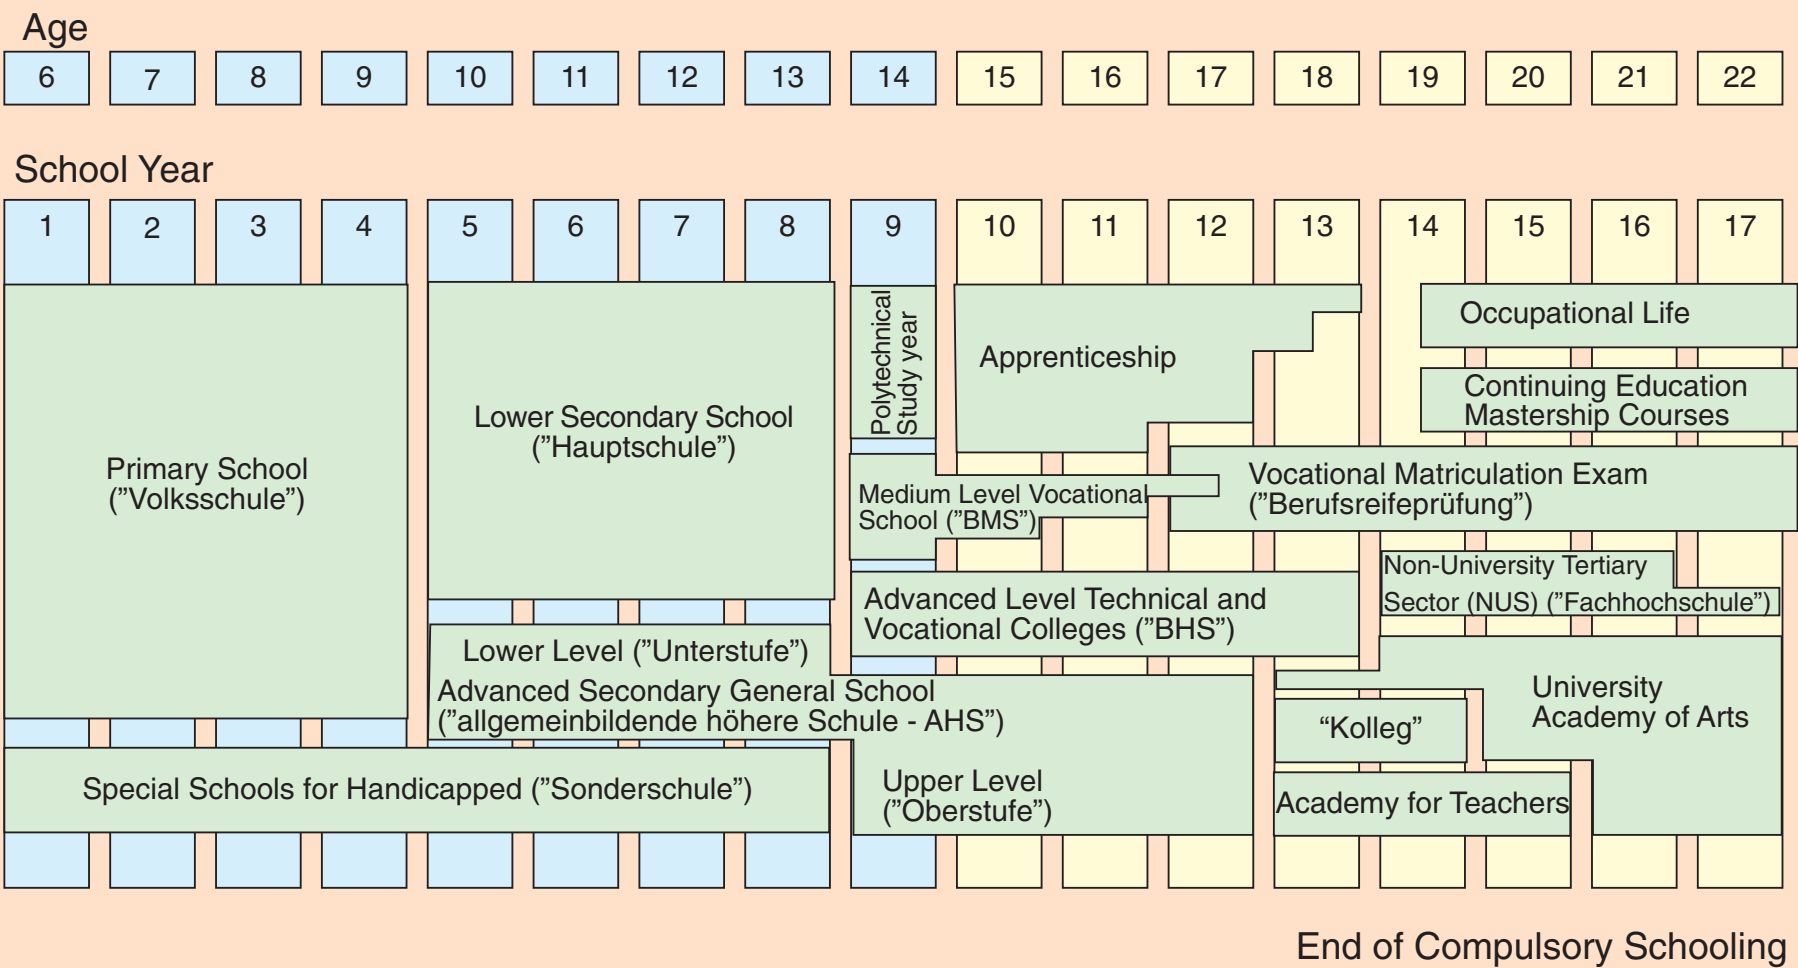 Age
6 7 8 9 10 11 12 13 14 15 16 17 18 19 20 21 22
School Year
1 2 3 4 5 6 7 8 9 10 11 12 13 14 15 16 17
Primary School
(”Volksschule”)
Lower Secondary School
(”Hauptschule”)
Polytechnical
Study year
Apprenticeship
Occupational Life
Continuing Education
Mastership Courses
Medium Level Vocational
School (”BMS”)
Vocational Matriculation Exam
(”Berufsreifeprüfung”)
Advanced Level Technical and
Vocational Colleges (”BHS”)
Non-University Tertiary
Sector (NUS) (”Fachhochschule”)
Lower Level (”Unterstufe”)
Advanced Secondary General School
(”allgemeinbildende höhere Schule - AHS”)
Upper Level
(”Oberstufe”)
University
Academy of Arts
“Kolleg”
Academy for Teachers
Special Schools for Handicapped (”Sonderschule”)
End of Compulsory Schooling